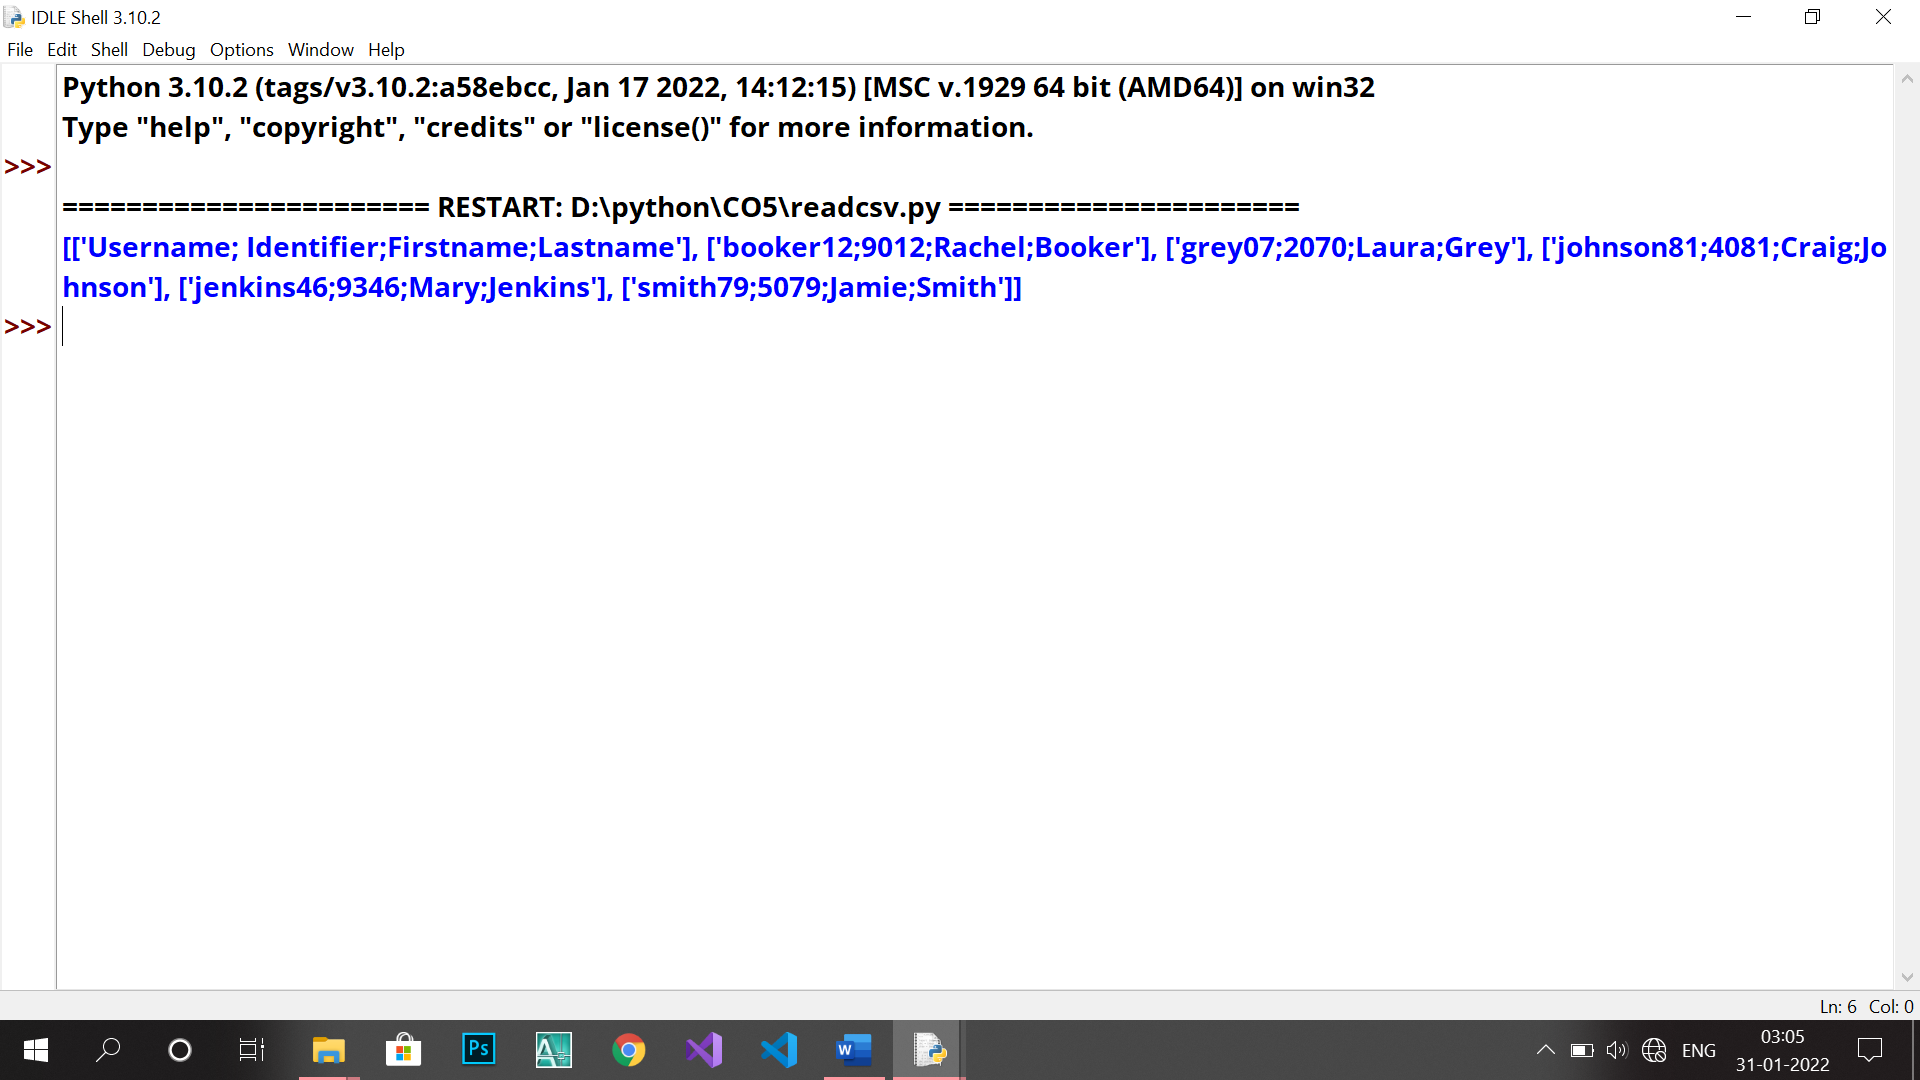 IDLE Shell 3.10.2
File Edit Shell Debug Options Window Help
Python 3.10.2 (tags/v3.10.2:a58ebcc, Jan 17 2022, 14:12:15) [MSC v.1929 64 bit (AMD64)] on win32
Type "help", "copyright", "credits" or "license()" for more information.
>>>
======================= RESTART: D:\python\CO5\readcsv.py ======================
[['Username; Identifier;Firstname;Lastname'], ['booker12;9012;Rachel;Booker'], ['grey07;2070;Laura;Grey'], ['johnson81;4081;Craig;Jo
hnson'], ['jenkins46;9346;Mary;Jenkins'], ['smith79;5079;Jamie;Smith']]
>>>
Ln: 6 Col: 0
Ps
W
ENG
03:05
31-01-2022